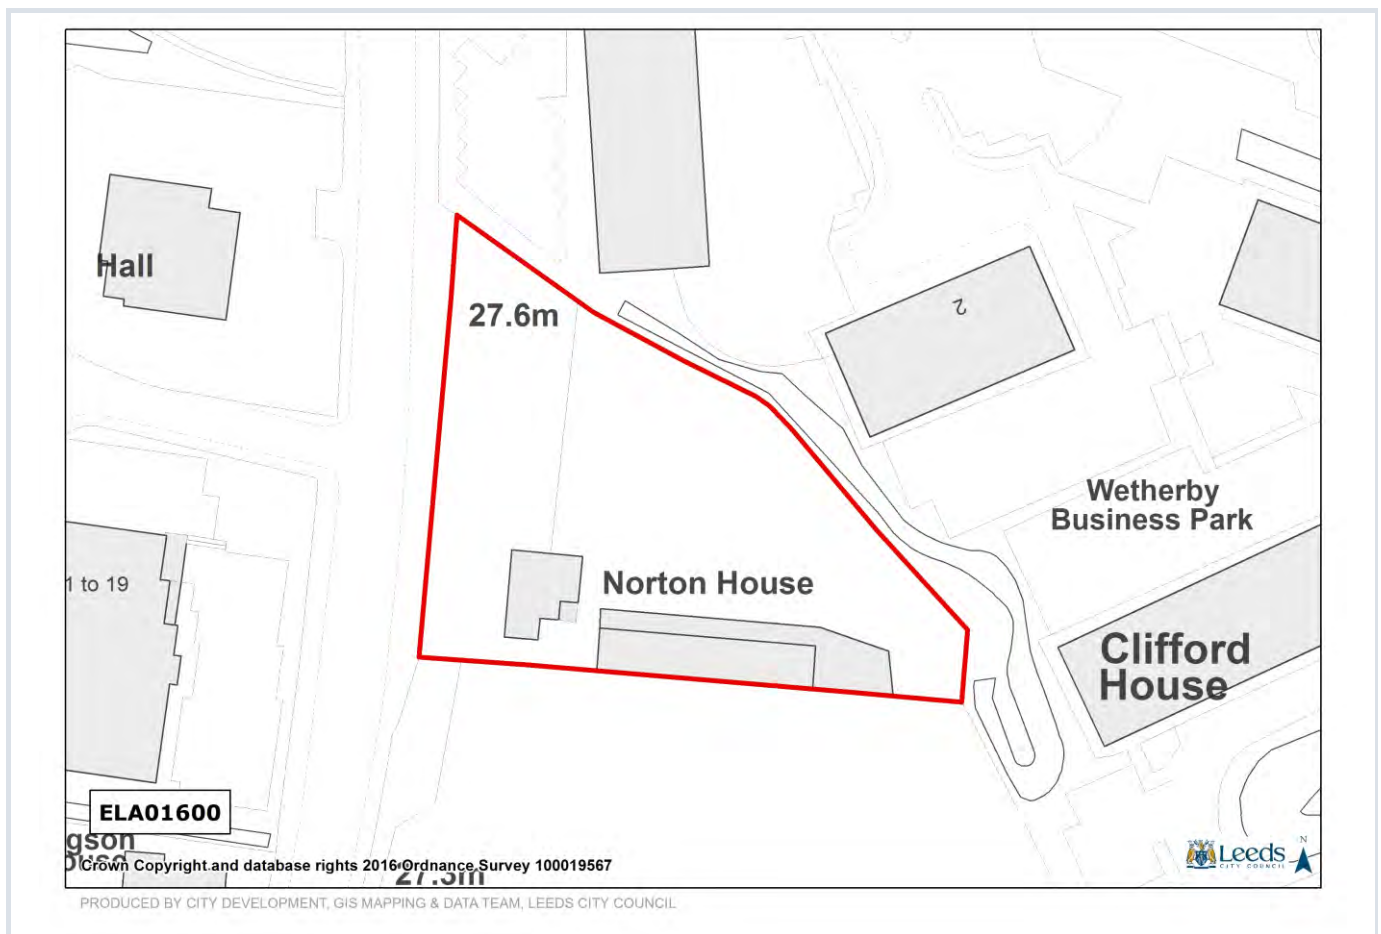 Hall
27.6m
2
Wetherby
Business Park
1 to 19
Norton House
Clifford
House
ELA01600
gson
Crown Copyright and database rights 2016 Ordnance Survey 100019567
27.3m
N
Leeds
CITY COUNCIL
PRODUCED BY CITY DEVELOPMENT, GIS MAPPING & DATA TEAM, LEEDS CITY COUNCIL